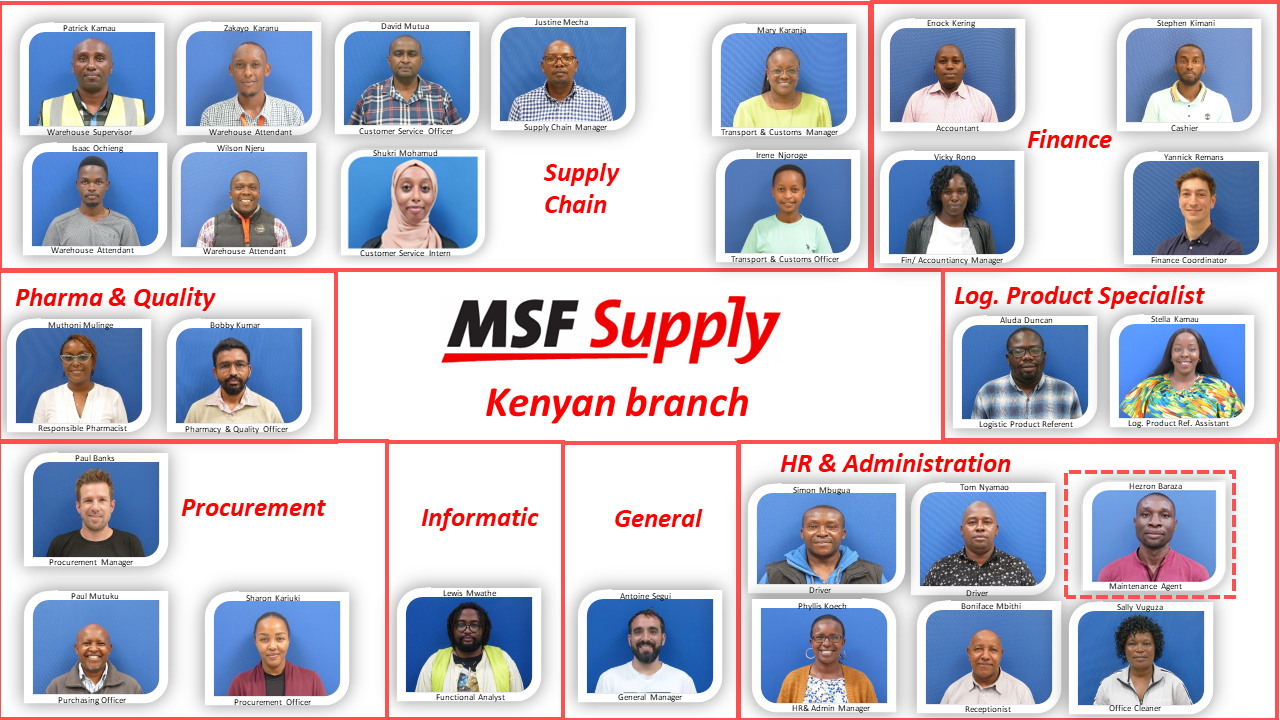 Patrick Kamau
Warehouse Supervisor
Zakayo Karanu
Warehouse Attendant
David Mutua
Customer Service Officer
Justine Mecha
Supply Chain Manager
Mary Karanja
Transport & Customs Manager
Isaac Ochieng
Warehouse Attendant
Wilson Njeru
Warehouse Attendant
Shukri Mohamud
Customer Service Intern
Supply
Chain
Irene Njoroge
Transport & Customs Officer
Enock Kering
Accountant
Stephen Kimani
Cashier
Finance
Vicky Rono
Fin/ Accountiancy Manager
Yannick Remans
Finance Coordinator
Pharma & Quality
Muthoni Mulinge
Responsible Pharmacist
Bobby Kumar
Pharmacy & Quality Officer
MSF Supply
Kenyan branch
Log. Product Specialist
Aluda Duncan
Logistic Product Referent
Stella Kamau
Log. Product Ref. Assistant
Paul Banks
Procurement Manager
Procurement
Paul Mutuku
Purchasing Officer
Sharon Kariuki
Procurement Officer
Informatic
Lewis Mwathe
Functional Analyst
General
Antoine Segui
General Manager
HR & Administration
Simon Mbugua
Driver
Tom Nyamao
Driver
Hezron Baraza
Maintenance Agent
Phyllis Koech
HR& Admin Manager
Boniface Mbithi
Receptionist
Sally Vuguza
Office Cleaner